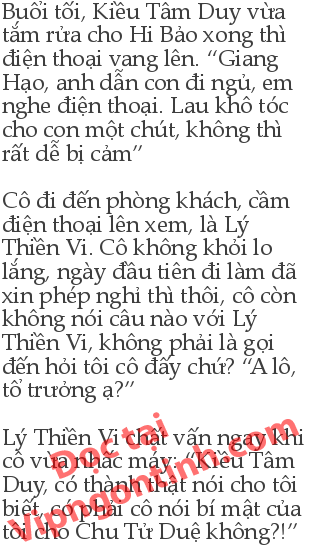 Buổi tối, Kiều Tâm Duy vừa
tắm rửa cho Hi Bảo xong thì
điện thoại vang lên. “Giang
Hạo, anh dẫn con đi ngủ, em
nghe điện thoại. Lau khô tóc
cho con một chút, không thì
rất dễ bị cảm”
Cô đi đến phòng khách, cầm
điện thoại lên xem, là Lý
Thiền Vi. Cô không khỏi lo
lắng, ngày đầu tiên đi làm đã
xin phép nghỉ thì thôi, cô còn
không nói câu nào với Lý
Thiền Vi, không phải là gọi
đến hỏi tôi cô đấy chứ? “A lô,
tổ trưởng ạ?”
Lý Thiền Vi chất vấn ngay khi
cô vừa nhấc máy: “Kiều Tâm
Duy, có thành thật nói cho tôi
biết, có phải cô nói bí mật của
tôi cho Chu Tử Duệ không?!”
Đọc tại
Vipngontinh.com